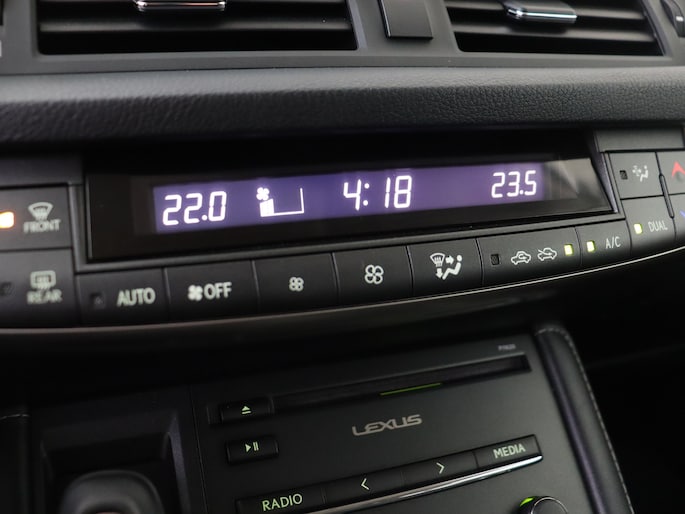 22.0 4:18 23.5
FRONT
REAR AUTO OFF A/C DUAL
LEXUS
MEDIA
RADIO